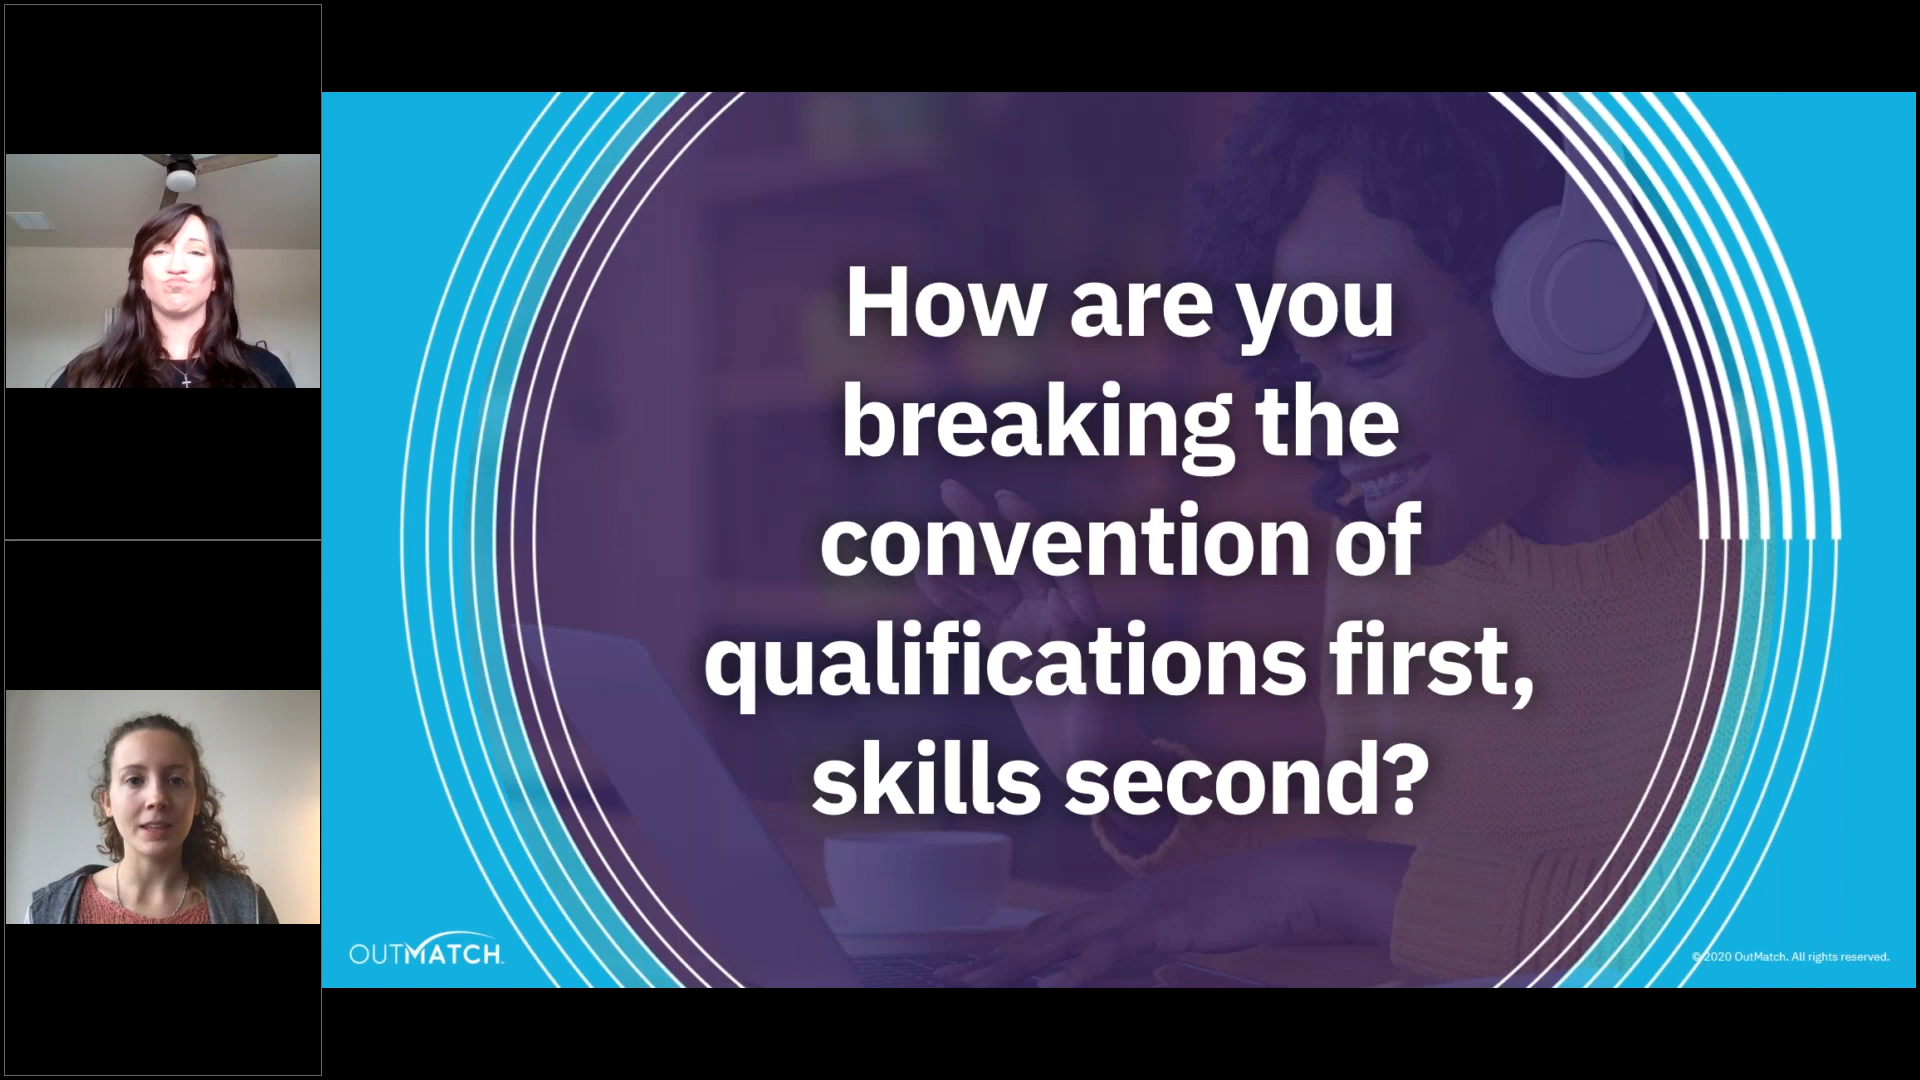 How are you
breaking the
convention of
qualifications first,
skills second?
OUTMATCH
© 2020 OutMatch. All rights reserved.